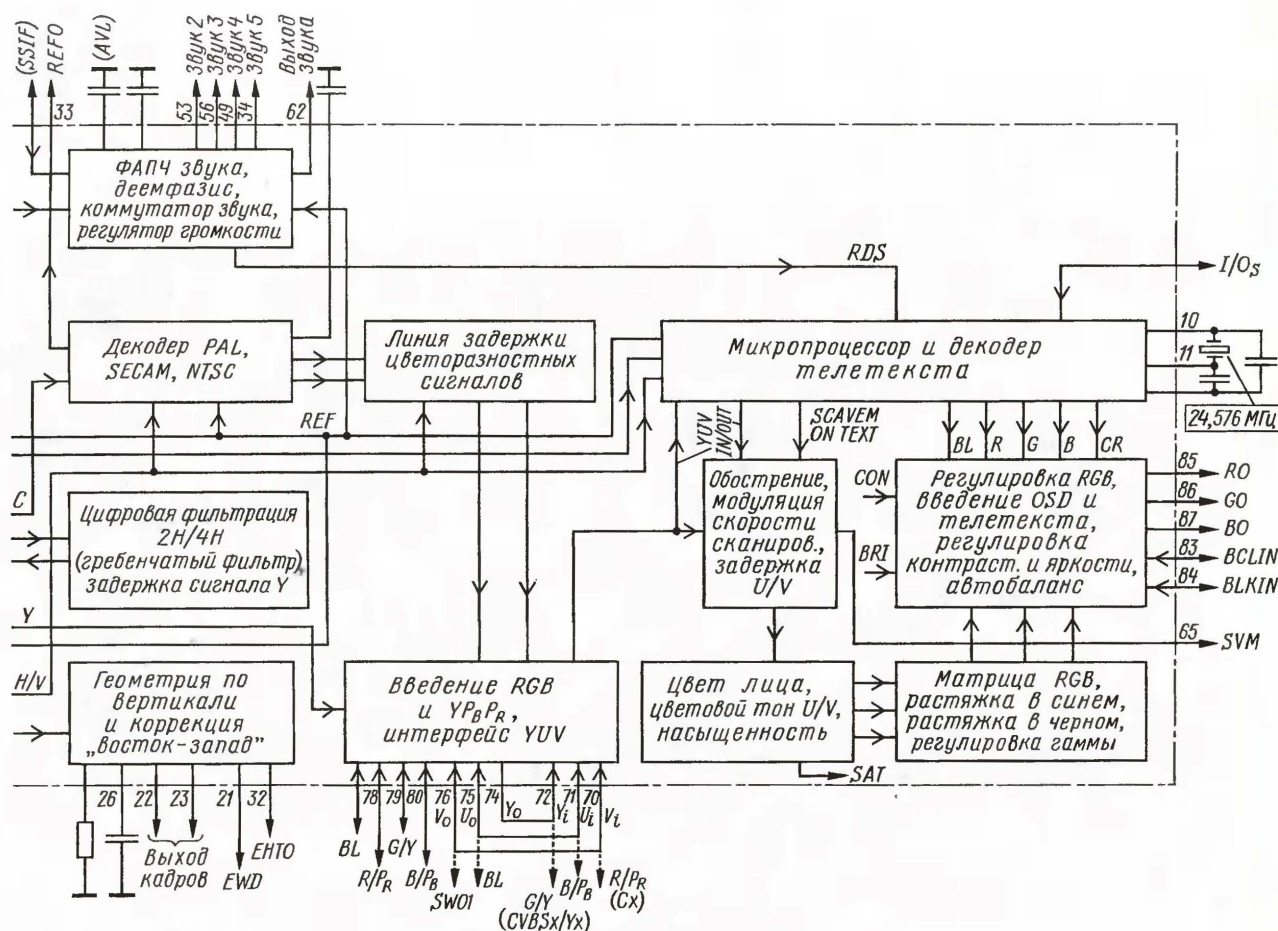 (SSIF)
REFO
(AVL)
Звук 2
Звук 3
Звук 4
Звук 5
Выход
звука
33
53
56
49
34
62
ФАПЧ звука,
деемфазис,
коммутатор звука,
регулятор громкости
RDS
I/OS
Декодер PAL,
SECAM, NTSC
Линия задержки
цветоразностных
сигналов
Микропроцессор и декодер
телетекста
10
11
24,576 МГц
REF
YUV
IN/OUT
SCAVEM
ON TEXT
BL
R
G
B
CR
C
Цифровая фильтрация
2H/4H
(гребенчатый фильтр)
задержка сигнала Y
Обострение,
модуляция
скорости
сканиров.,
задержка
U/V
CON
BRI
Регулировка RGB,
введение OSD и
телетекста,
регулировка
контраст. и яркости,
автобаланс
85
RO
86
GO
87
BO
83
BCLIN
84
BLKIN
65
SVM
Y
H/V
Геометрия по
вертикали
и коррекция
„восток-запад"
Введение RGB
и YPBPR,
интерфейс YUV
Цвет лица,
цветовой тон U/V,
насыщенность
Матрица RGB,
растяжка в синем,
растяжка в черном,
регулировка гаммы
SAT
26
22
23
21
32
78
79
80
76
75
74
72
71
70
Vo
Uo
Yo
Yi
Ui
Vi
Выход
кадров
EWD
EHTO
BL
R/PR
G/Y
B/PB
SWO1
BL
G/Y
(CVBSx/Yx)
B/PB
R/PR
(Cx)